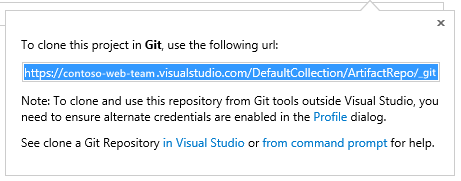 To clone this project in Git, use the following url:
https://contoso-web-team.visualstudio.com/DefaultCollection/ArtifactRepo/_git
Note: To clone and use this repository from Git tools outside Visual Studio, you
need to ensure alternate credentials are enabled in the Profile dialog.
See clone a Git Repository in Visual Studio or from command prompt for help.